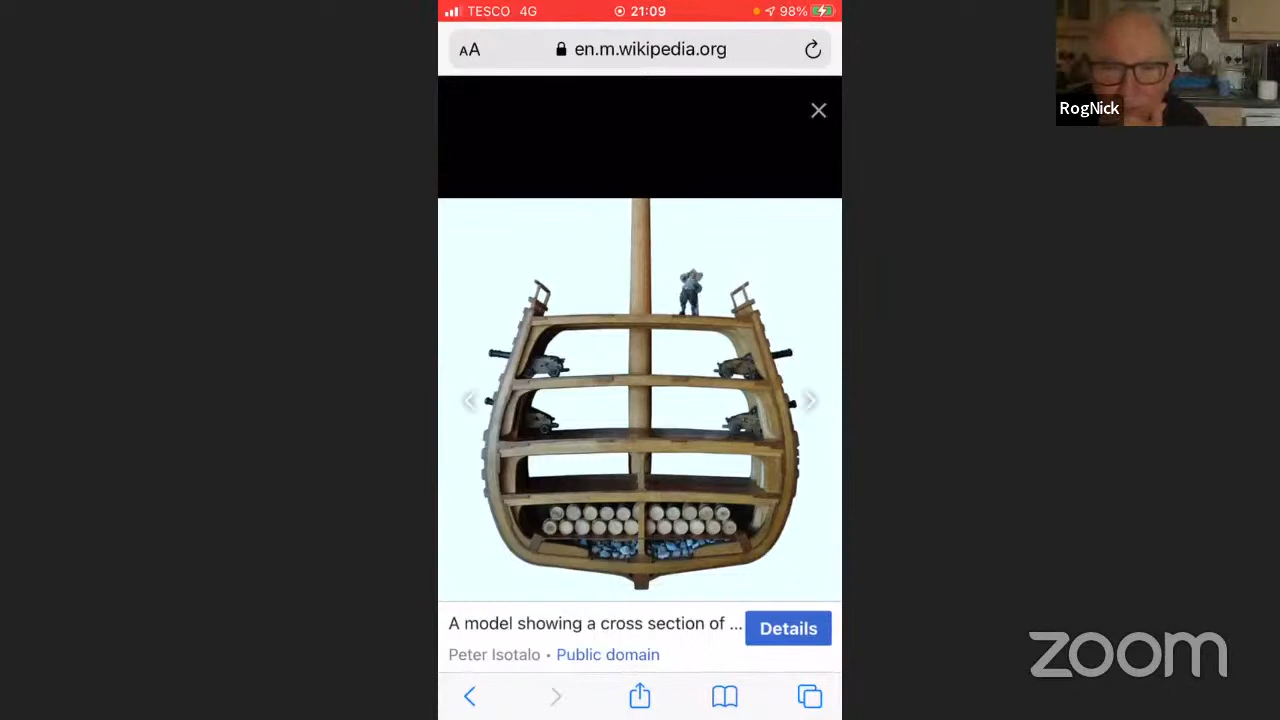 TESCO 4G 21:09 98%
AA en.m.wikipedia.org
RogNick
A model showing a cross section of ...
Details
Peter Isotalo • Public domain
zoom